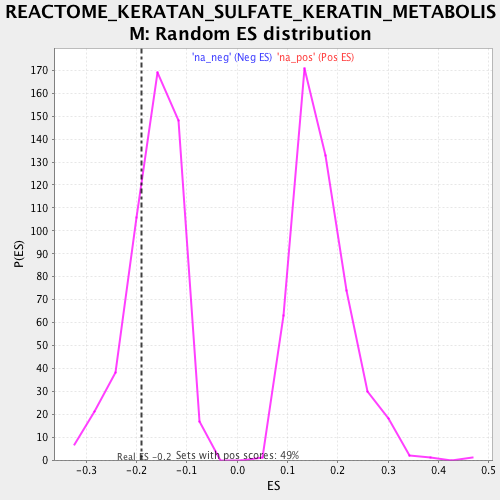 REACTOME_KERATAN_SULFATE_KERATIN_METABOLIS
M: Random ES distribution
'na_neg' (Neg ES) 'na_pos' (Pos ES)
170
160
150
140
130
120
110
100
90
80
70
60
50
40
30
20
10
0
P(ES)
Real ES -0.2 Sets with pos scores: 49%
-0.3 -0.2 -0.1 0.0 0.1 0.2 0.3 0.4 0.5
ES